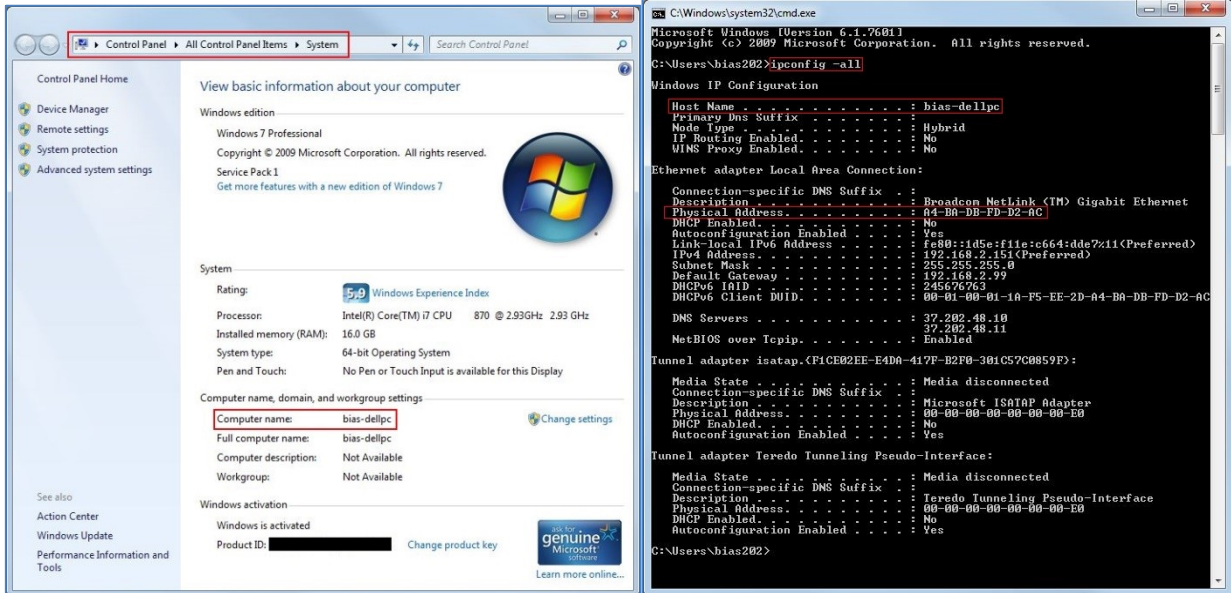 Control Panel ▸ All Control Panel Items ▸ System
Search Control Panel
Control Panel Home
Device Manager
Remote settings
System protection
Advanced system settings
See also
Action Center
Windows Update
Performance Information and
Tools
View basic information about your computer
Windows edition
Windows 7 Professional
Copyright © 2009 Microsoft Corporation. All rights reserved.
Service Pack 1
Get more features with a new edition of Windows 7
System
Rating: 5,9 Windows Experience Index
Processor: Intel(R) Core(TM) i7 CPU 870 @ 2.93GHz 2.93 GHz
Installed memory (RAM): 16.0 GB
System type: 64-bit Operating System
Pen and Touch: No Pen or Touch Input is available for this Display
Computer name, domain, and workgroup settings
Computer name: bias-dellpc Change settings
Full computer name: bias-dellpc
Computer description: Not Available
Workgroup: Not Available
Windows activation
Windows is activated
Product ID: Change product key
ask for
genuine
Microsoft
software
Learn more online...
C:\Windows\system32\cmd.exe
Microsoft Windows [Version 6.1.7601]
Copyright (c) 2009 Microsoft Corporation. All rights reserved.
C:\Users\bias202>ipconfig -all
Windows IP Configuration
Host Name . . . . . . . . . . . . : bias-dellpc
Primary Dns Suffix . . . . . . . :
Node Type . . . . . . . . . . . . : Hybrid
IP Routing Enabled. . . . . . . . : No
WINS Proxy Enabled. . . . . . . . : No
Ethernet adapter Local Area Connection:
Connection-specific DNS Suffix . :
Description . . . . . . . . . . . : Broadcom NetLink (TM) Gigabit Ethernet
Physical Address. . . . . . . . . : A4-BA-DB-FD-D2-AC
DHCP Enabled. . . . . . . . . . . : No
Autoconfiguration Enabled . . . . : Yes
Link-local IPv6 Address . . . . . : fe80::1d5e:f11e:c664:dde7%11(Preferred)
IPv4 Address. . . . . . . . . . . : 192.168.2.151(Preferred)
Subnet Mask . . . . . . . . . . . : 255.255.255.0
Default Gateway . . . . . . . . . : 192.168.2.99
DHCPv6 IAID . . . . . . . . . . . : 245676763
DHCPv6 Client DUID. . . . . . . . : 00-01-00-01-1A-F5-EE-2D-A4-BA-DB-FD-D2-AC
DNS Servers . . . . . . . . . . . : 37.202.48.10
37.202.48.11
NetBIOS over Tcpip. . . . . . . . : Enabled
Tunnel adapter isatap.{F1CE02EE-E4DA-417F-B2F0-301C57C0859F}:
Media State . . . . . . . . . . . : Media disconnected
Connection-specific DNS Suffix . :
Description . . . . . . . . . . . : Microsoft ISATAP Adapter
Physical Address. . . . . . . . . : 00-00-00-00-00-00-00-E0
DHCP Enabled. . . . . . . . . . . : No
Autoconfiguration Enabled . . . . : Yes
Tunnel adapter Teredo Tunneling Pseudo-Interface:
Media State . . . . . . . . . . . : Media disconnected
Connection-specific DNS Suffix . :
Description . . . . . . . . . . . : Teredo Tunneling Pseudo-Interface
Physical Address. . . . . . . . . : 00-00-00-00-00-00-00-E0
DHCP Enabled. . . . . . . . . . . : No
Autoconfiguration Enabled . . . . : Yes
C:\Users\bias202>